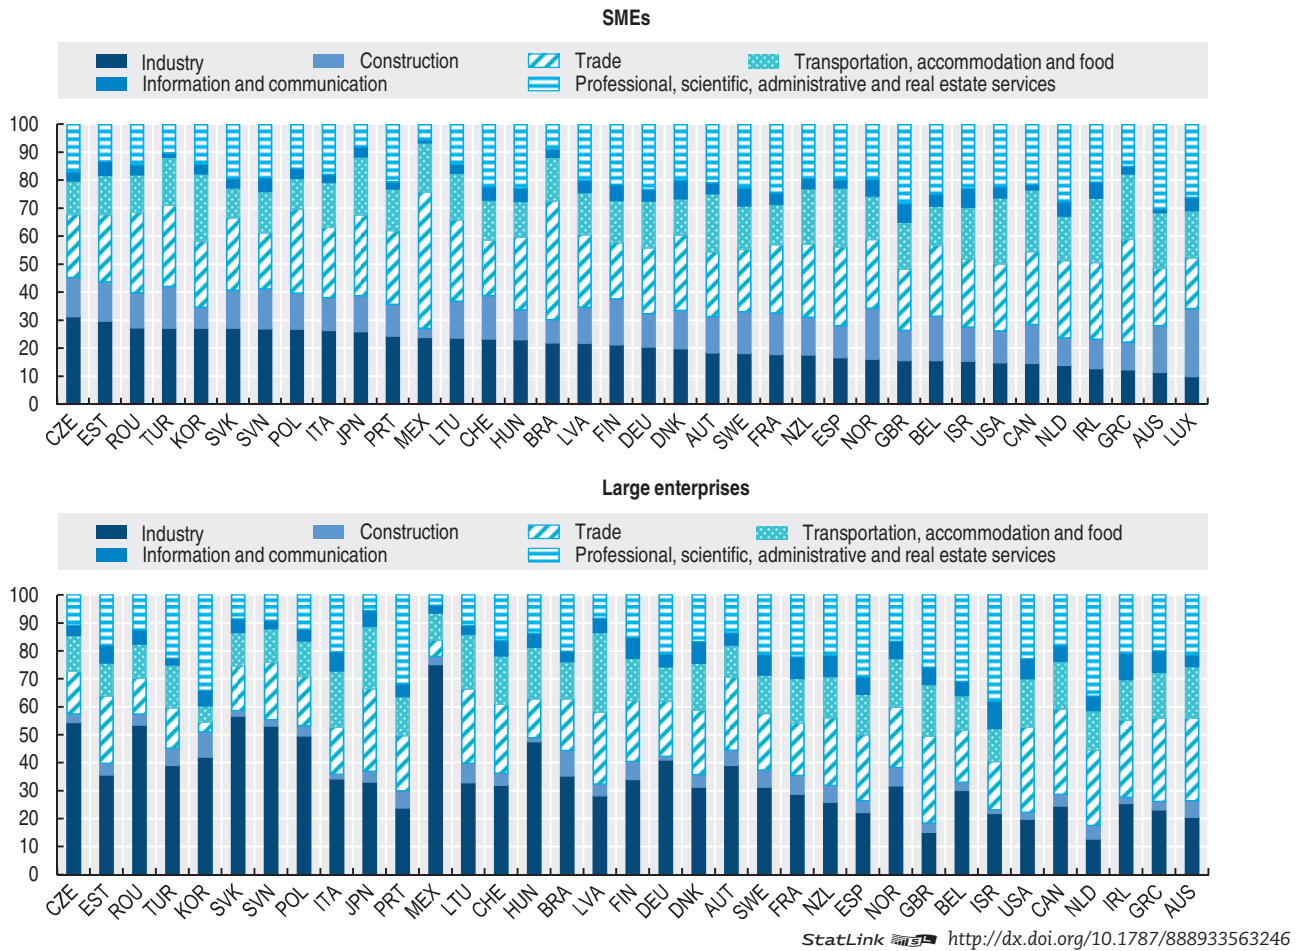 SMEs
Industry Construction Trade Transportation, accommodation and food
Information and communication Professional, scientific, administrative and real estate services
100
90
80
70
60
50
40
30
20
10
0
CZE EST ROU TUR KOR SVK SVN POL ITA JPN PRT MEX LTU CHE HUN BRA LVA FIN DEU DNK AUT SWE FRA NZL ESP NOR GBR BEL ISR USA CAN NLD IRL GRC AUS LUX
Large enterprises
Industry Construction Trade Transportation, accommodation and food
Information and communication Professional, scientific, administrative and real estate services
100
90
80
70
60
50
40
30
20
10
0
CZE EST ROU TUR KOR SVK SVN POL ITA JPN PRT MEX LTU CHE HUN BRA LVA FIN DEU DNK AUT SWE FRA NZL ESP NOR GBR BEL ISR USA CAN NLD IRL GRC AUS
StatLink http://dx.doi.org/10.1787/888933563246